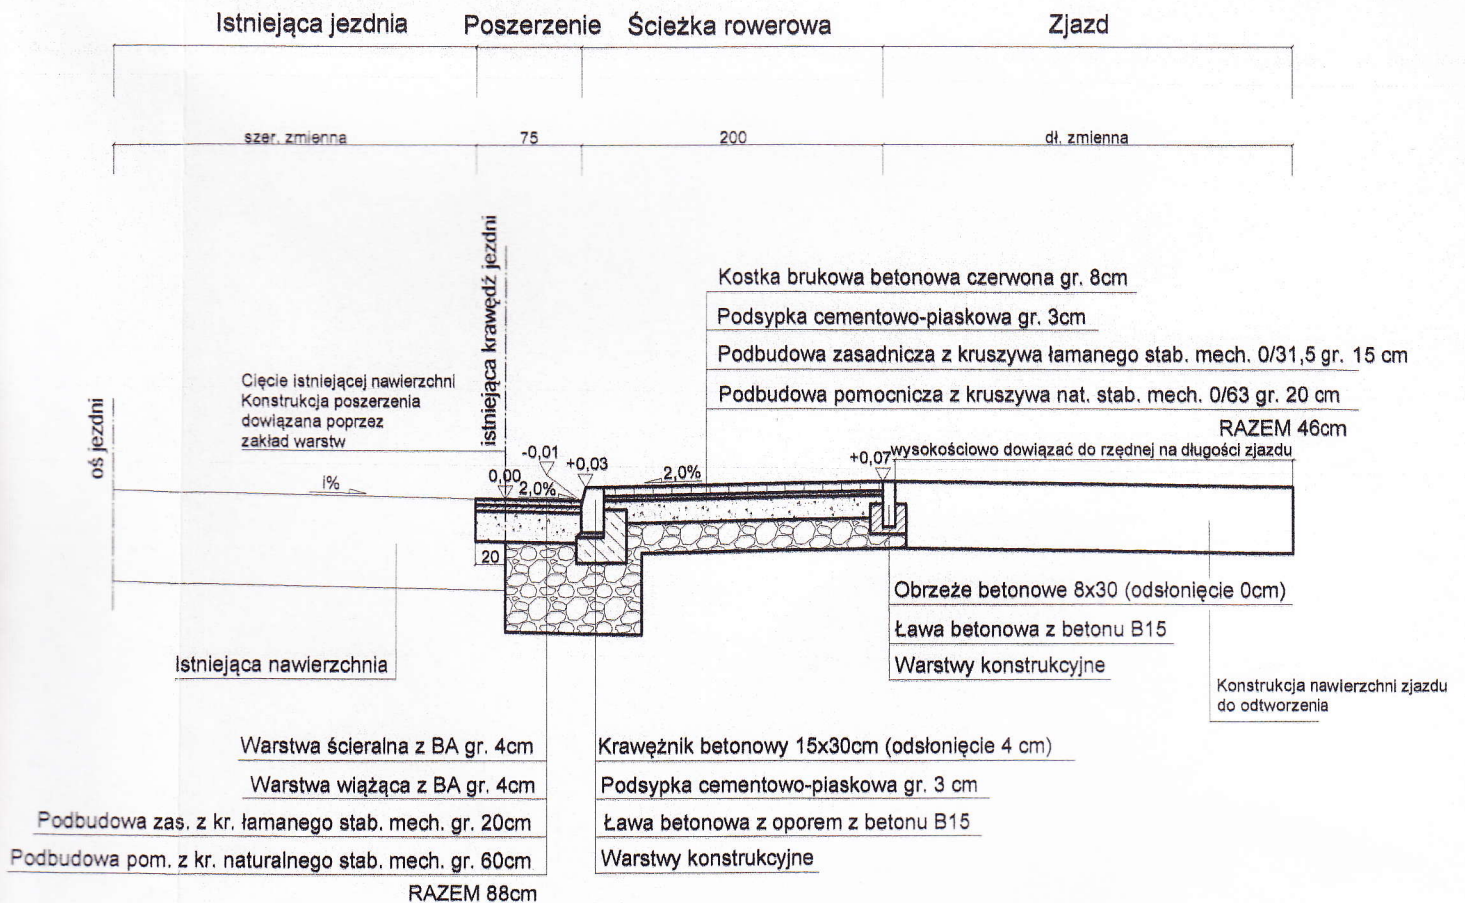 Istniejąca jezdnia Poszerzenie Ścieżka rowerowa Zjazd
szer. zmienna 75 200 dł. zmienna
istniejąca krawędź jezdni
oś jezdni
Kostka brukowa betonowa czerwona gr. 8cm
Podsypka cementowo-piaskowa gr. 3cm
Podbudowa zasadnicza z kruszywa łamanego stab. mech. 0/31,5 gr. 15 cm
Podbudowa pomocnicza z kruszywa nat. stab. mech. 0/63 gr. 20 cm
RAZEM 46cm
Cięcie istniejącej nawierzchni
Konstrukcja poszerzenia
dowiązana poprzez
zakład warstw
-0,01
0,00
+0,03
2,0%
2,0%
+0,07
wysokościowo dowiązać do rzędnej na długości zjazdu
i%
20
Obrzeże betonowe 8x30 (odsłonięcie 0cm)
Ława betonowa z betonu B15
Warstwy konstrukcyjne
Istniejąca nawierzchnia
Konstrukcja nawierzchni zjazdu
do odtworzenia
Warstwa ścieralna z BA gr. 4cm
Warstwa wiążąca z BA gr. 4cm
Podbudowa zas. z kr. łamanego stab. mech. gr. 20cm
Podbudowa pom. z kr. naturalnego stab. mech. gr. 60cm
RAZEM 88cm
Krawężnik betonowy 15x30cm (odsłonięcie 4 cm)
Podsypka cementowo-piaskowa gr. 3 cm
Ława betonowa z oporem z betonu B15
Warstwy konstrukcyjne